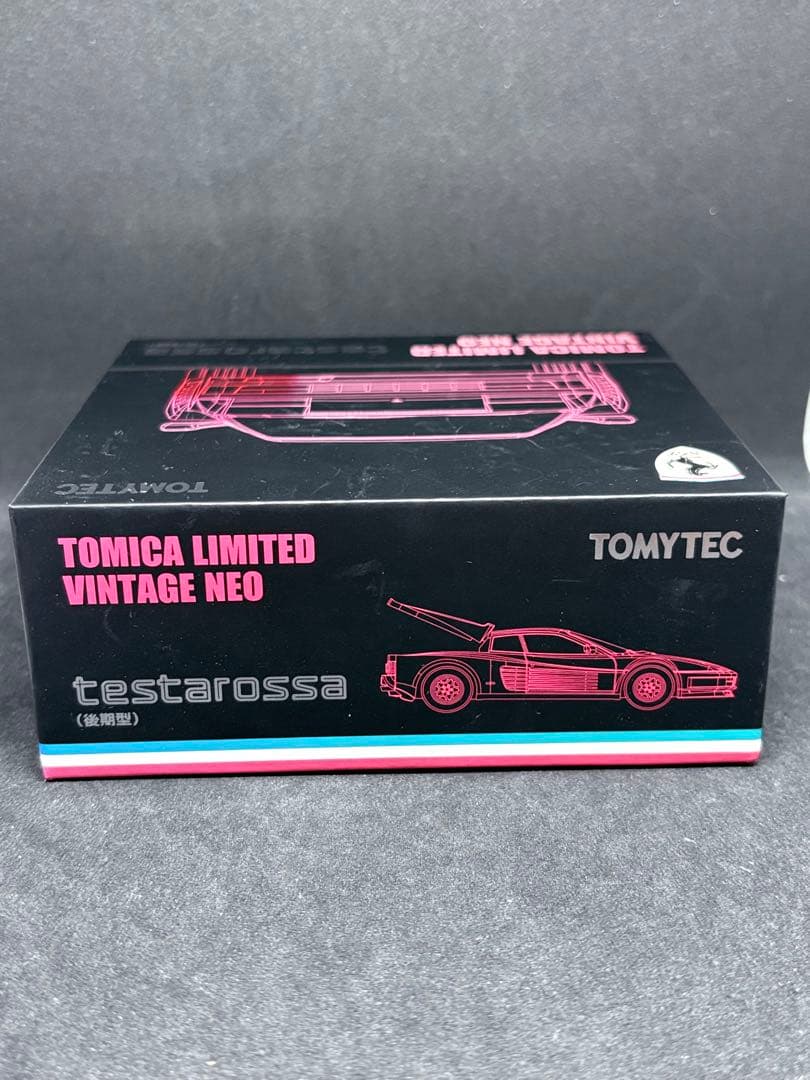 testarossa
TOMICA LIMITED
VINTAGE NEO
TOMYTEC
TOMICA LIMITED
VINTAGE NEO
TOMYTEC
testarossa
(後期型)